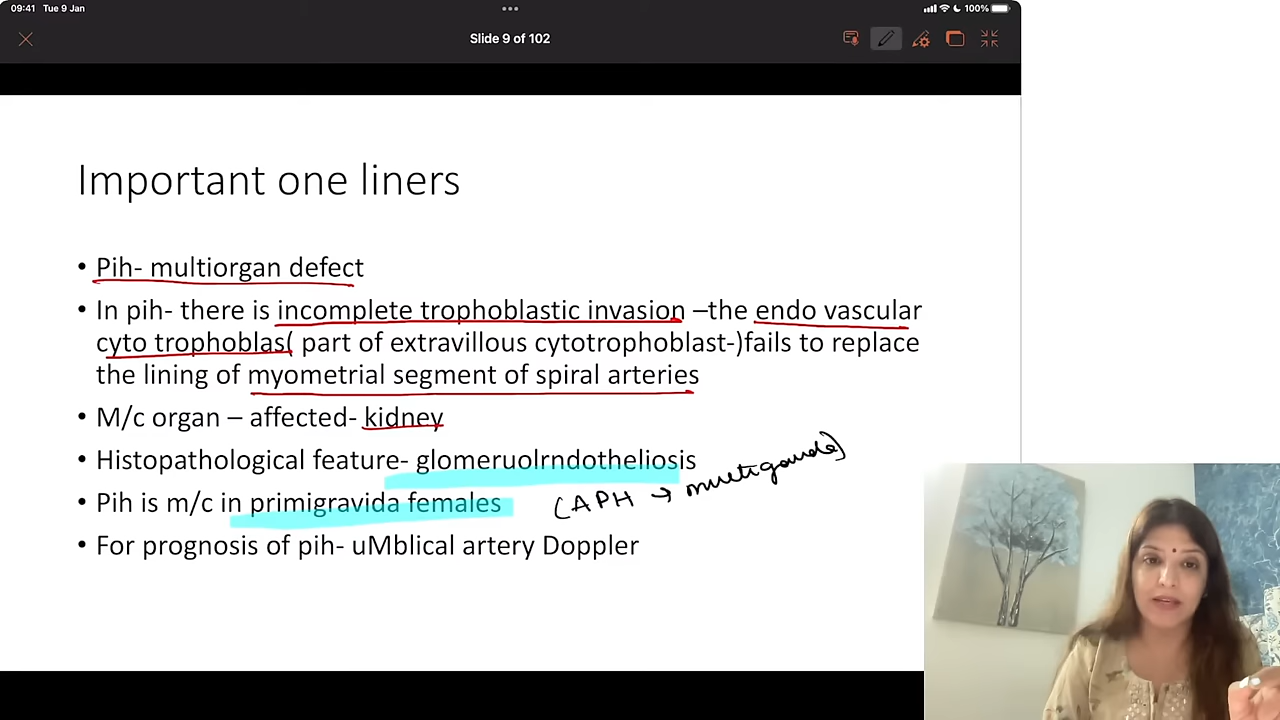 09:41 Tue 9 Jan
100%
Slide 9 of 102
Important one liners
• Pih- multiorgan defect
• In pih- there is incomplete trophoblastic invasion –the endo vascular
cyto trophoblas( part of extravillous cytotrophoblast-)fails to replace
the lining of myometrial segment of spiral arteries
• M/c organ – affected- kidney
• Histopathological feature- glomeruolrndotheliosis
• Pih is m/c in primigravida females
(APH → multigravida)
• For prognosis of pih- uMblical artery Doppler